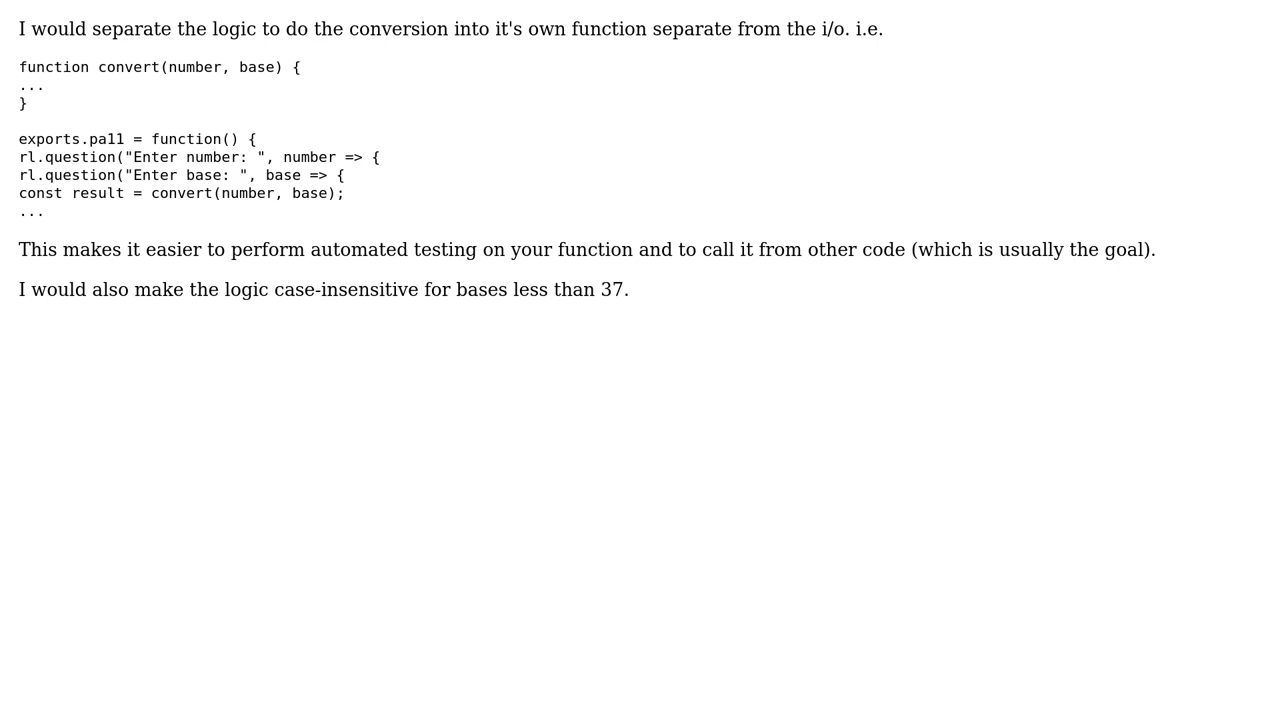 I would separate the logic to do the conversion into it's own function separate from the i/o. i.e.
function convert(number, base) {
...
}
exports.pa11 = function() {
rl.question("Enter number: ", number => {
rl.question("Enter base: ", base => {
const result = convert(number, base);
...
This makes it easier to perform automated testing on your function and to call it from other code (which is usually the goal).
I would also make the logic case-insensitive for bases less than 37.